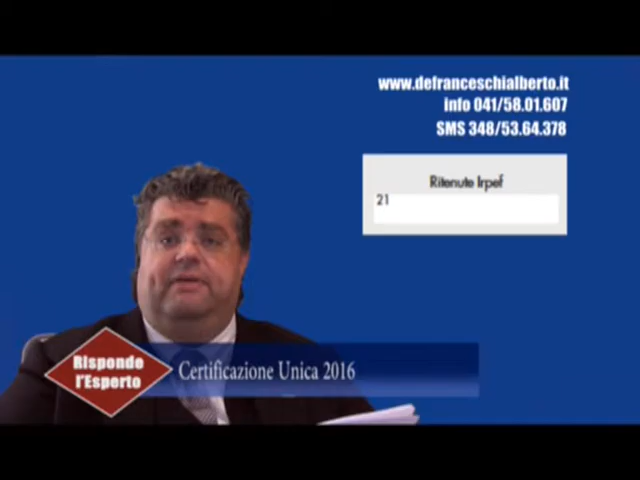 www.defranceschialberto.it
info 041/58.01.607
SMS 348/53.64.378
Ritenute Irpef
21
Risponde
l'Esperto
Certificazione Unica 2016